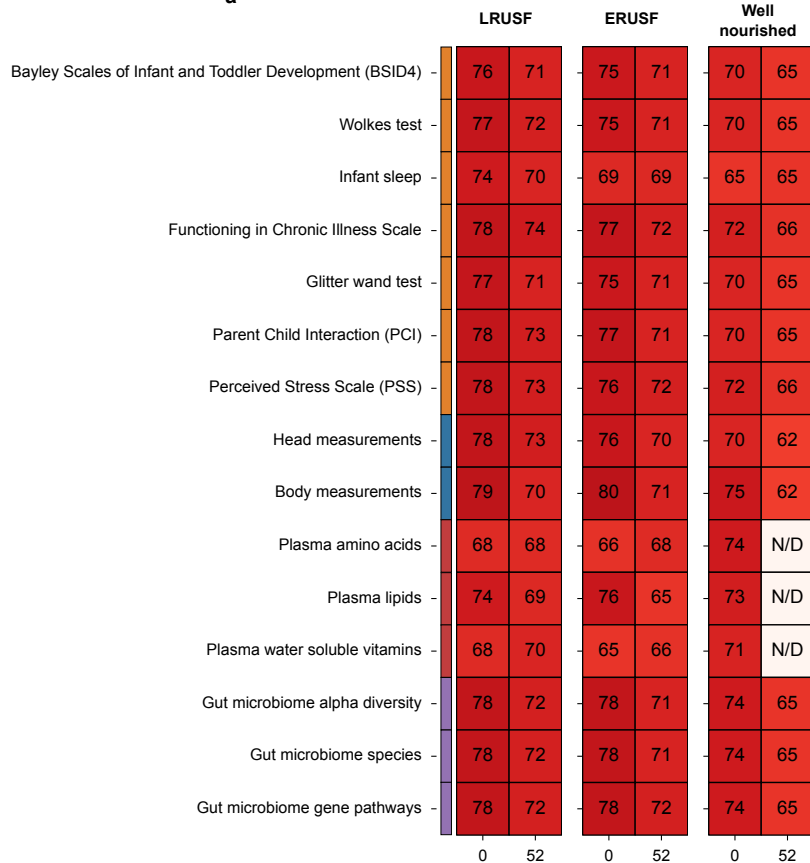 a
LRUSF ERUSF Well nourished
Bayley Scales of Infant and Toddler Development (BSID4) 76 71 75 71 70 65
Wolkes test 77 72 75 71 70 65
Infant sleep 74 70 69 69 65 65
Functioning in Chronic Illness Scale 78 74 77 72 72 66
Glitter wand test 77 71 75 71 70 65
Parent Child Interaction (PCI) 78 73 77 71 70 65
Perceived Stress Scale (PSS) 78 73 76 72 72 66
Head measurements 78 73 76 70 70 62
Body measurements 79 70 80 71 75 62
Plasma amino acids 68 68 66 68 74 N/D
Plasma lipids 74 69 76 65 73 N/D
Plasma water soluble vitamins 68 70 65 66 71 N/D
Gut microbiome alpha diversity 78 72 78 71 74 65
Gut microbiome species 78 72 78 71 74 65
Gut microbiome gene pathways 78 72 78 72 74 65
0 52 0 52 0 52